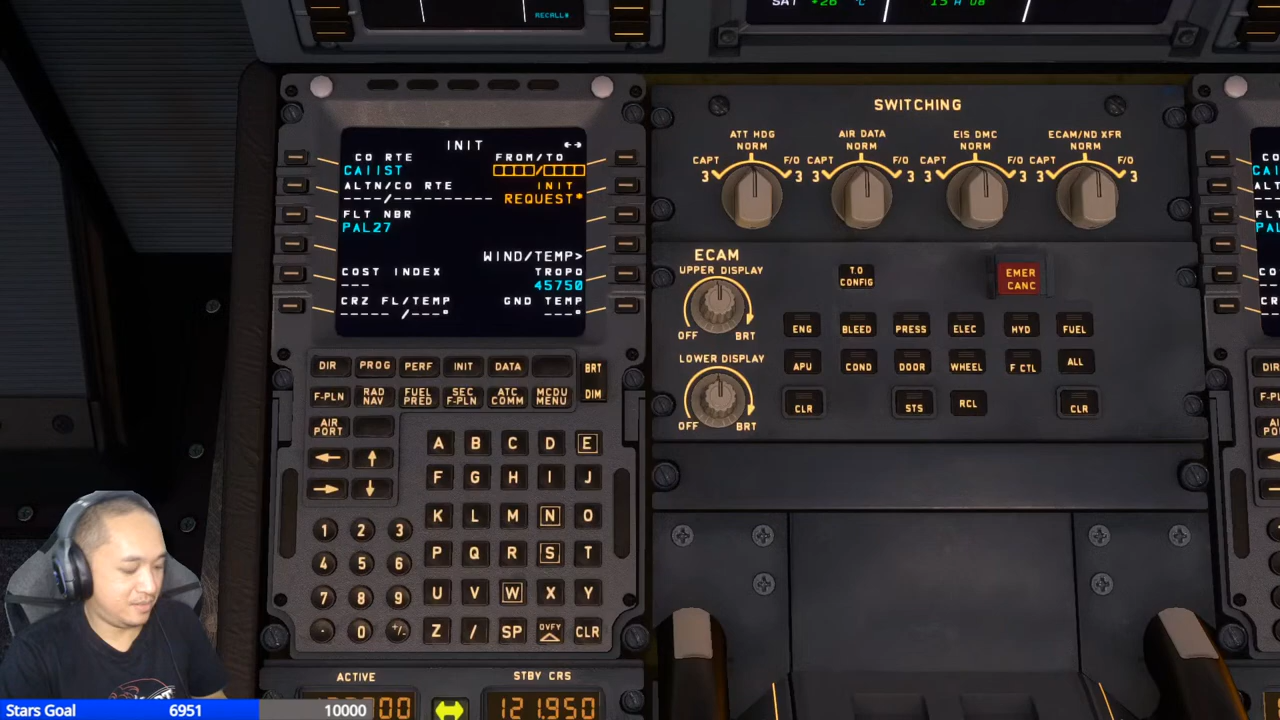 RECALL*
SAT +26 °C
15 H 08
INIT
CO RTE FROM/TO
CAIIST □□□□/□□□□
ALTN/CO RTE INIT
----/---------- REQUEST*
FLT NBR
PAL27
WIND/TEMP>
COST INDEX TROPO
--- 45750
CRZ FL/TEMP GND TEMP
----- /---° ---°
DIR PROG PERF INIT DATA
BRT
DIM
F-PLN
RAD NAV
FUEL PRED
SEC F-PLN
ATC COMM
MCDU MENU
AIR PORT
A B C D E
F G H I J
K L M N O
P Q R S T
U V W X Y
Z / SP OVFY CLR
1 2 3
4 5 6
7 8 9
. 0 +/-
ACTIVE STBY CRS
121.950
SWITCHING
ATT HDG
NORM
CAPT F/O
3 3
AIR DATA
NORM
CAPT F/O
3 3
EIS DMC
NORM
CAPT F/O
3 3
ECAM/ND XFR
NORM
CAPT F/O
3 3
ECAM
UPPER DISPLAY
OFF BRT
LOWER DISPLAY
OFF BRT
T.O
CONFIG
EMER
CANC
ENG BLEED PRESS ELEC HYD FUEL
APU COND DOOR WHEEL F CTL ALL
CLR STS RCL CLR
Stars Goal 6951 10000